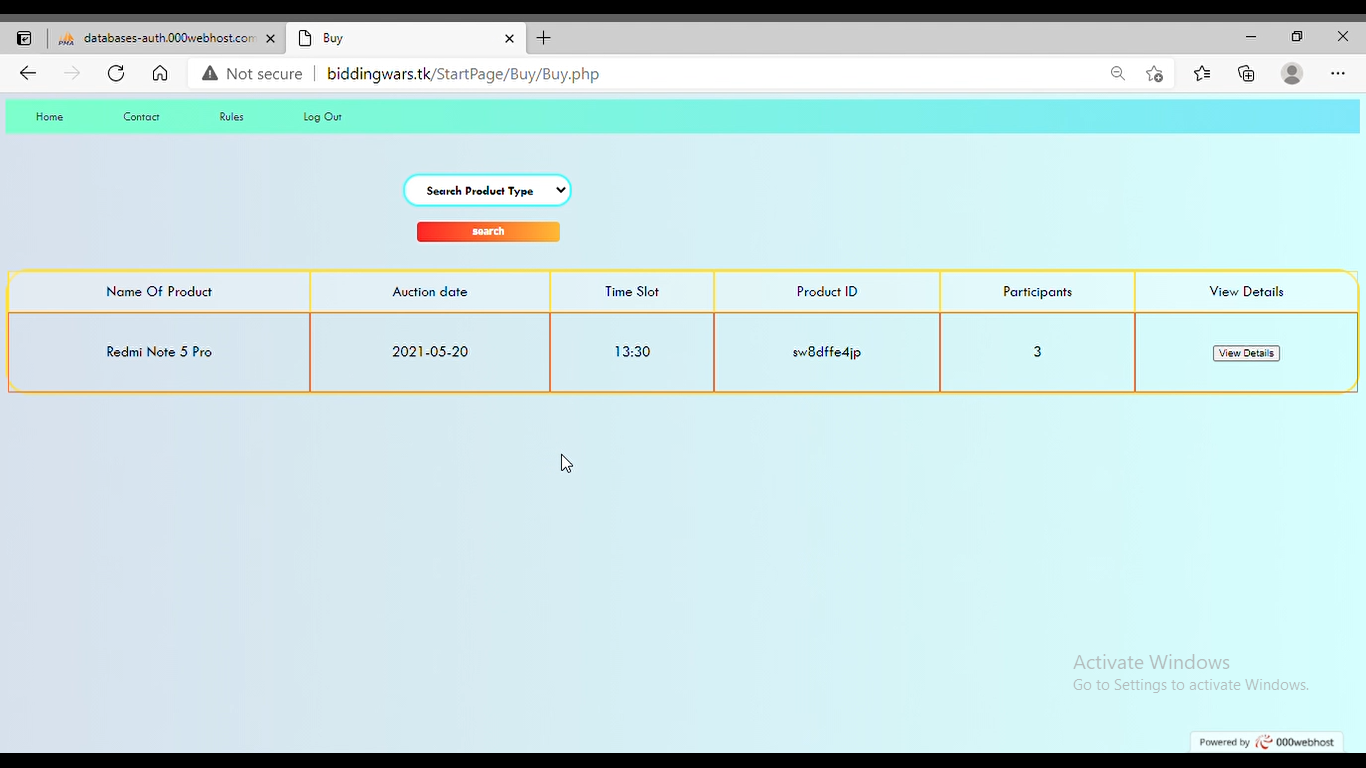 PMA databases-auth.000webhost.com
Buy
Not secure biddingwars.tk/StartPage/Buy/Buy.php
Home Contact Rules Log Out
Search Product Type
search
Name Of Product Auction date Time Slot Product ID Participants View Details
Redmi Note 5 Pro 2021-05-20 13:30 sw8dffe4jp 3 View Details
Activate Windows
Go to Settings to activate Windows.
Powered by 000webhost